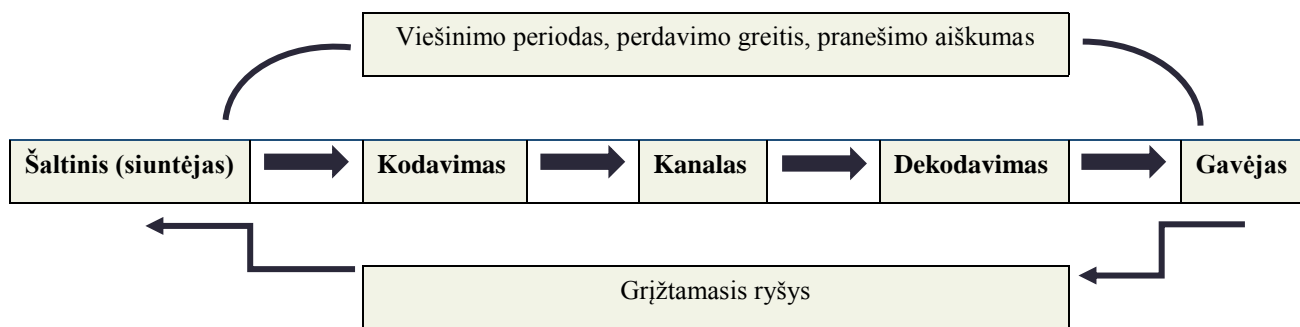 Viešinimo periodas, perdavimo greitis, pranešimo aiškumas
Šaltinis (siuntėjas) Kodavimas Kanalas Dekodavimas Gavėjas
Grįžtamasis ryšys